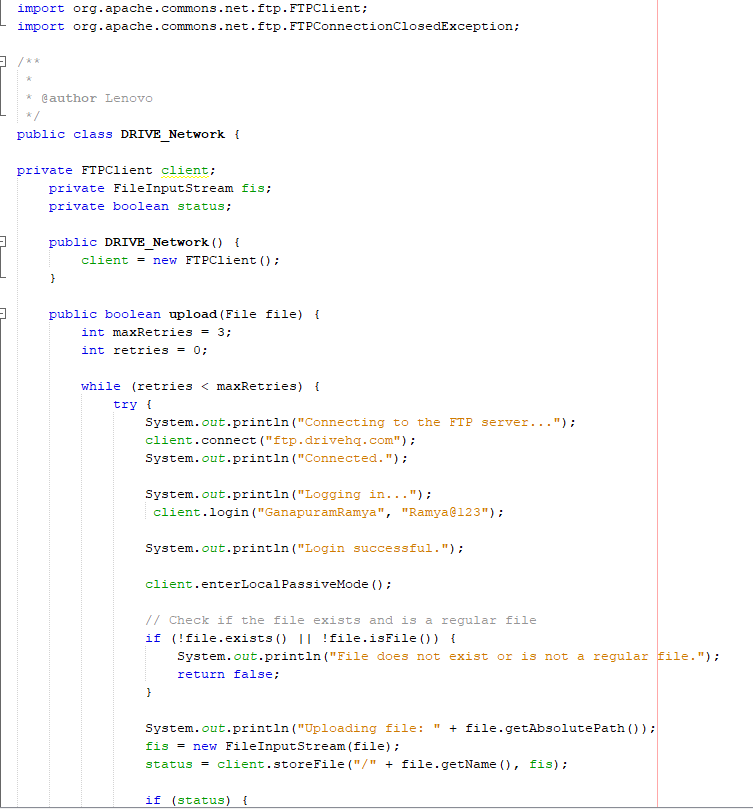 import org.apache.commons.net.ftp.FTPClient;
import org.apache.commons.net.ftp.FTPConnectionClosedException;
/**
 *
 * @author Lenovo
 */
public class DRIVE_Network {
private FTPClient client;
    private FileInputStream fis;
    private boolean status;
    public DRIVE_Network() {
        client = new FTPClient();
    }
    public boolean upload(File file) {
        int maxRetries = 3;
        int retries = 0;
        while (retries < maxRetries) {
            try {
                System.out.println("Connecting to the FTP server...");
                client.connect("ftp.drivehq.com");
                System.out.println("Connected.");
                System.out.println("Logging in...");
                 client.login("GanapuramRamya", "Ramya@123");
                System.out.println("Login successful.");
                client.enterLocalPassiveMode();
                // Check if the file exists and is a regular file
                if (!file.exists() || !file.isFile()) {
                    System.out.println("File does not exist or is not a regular file.");
                    return false;
                }
                System.out.println("Uploading file: " + file.getAbsolutePath());
                fis = new FileInputStream(file);
                status = client.storeFile("/" + file.getName(), fis);
                if (status) {